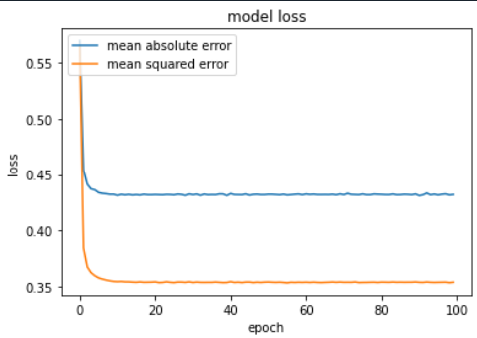 model loss
mean absolute error
mean squared error
0.55
0.50
0.45
0.40
0.35
loss
0
20
40
60
80
100
epoch